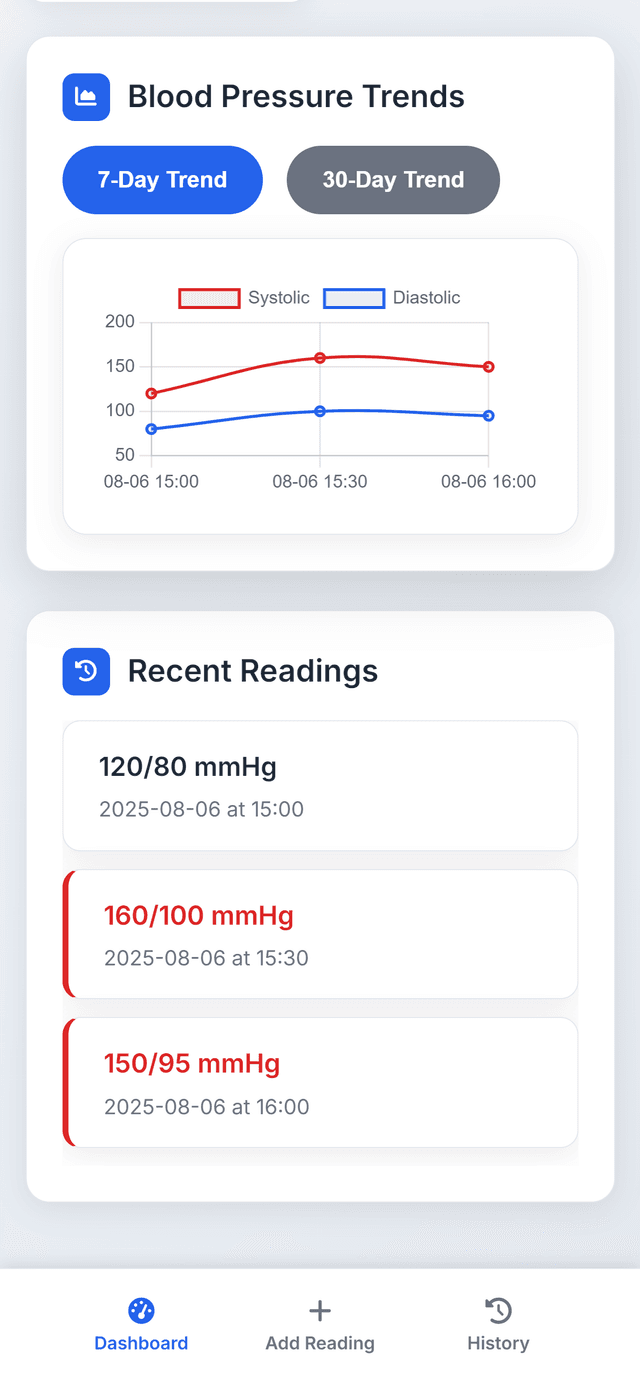 Blood Pressure Trends
7-Day Trend 30-Day Trend
Systolic Diastolic
200
150
100
50
08-06 15:00 08-06 15:30 08-06 16:00
Recent Readings
120/80 mmHg
2025-08-06 at 15:00
160/100 mmHg
2025-08-06 at 15:30
150/95 mmHg
2025-08-06 at 16:00
Dashboard Add Reading History